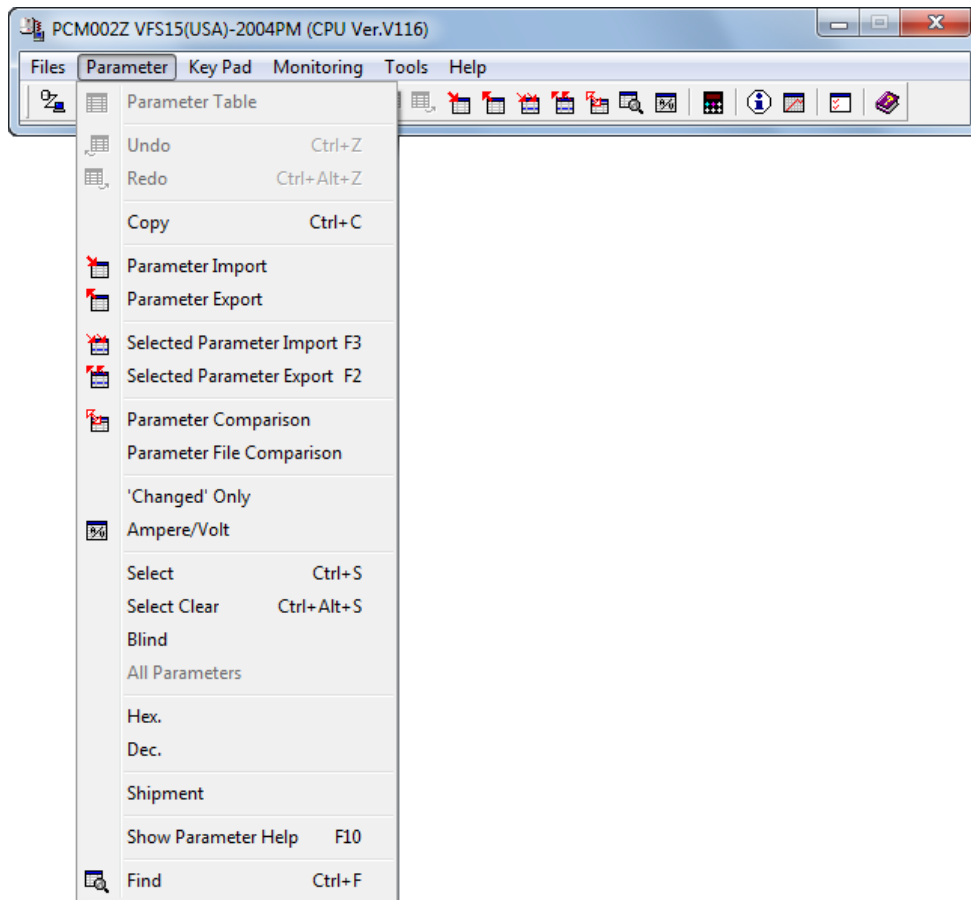 PCM002Z VFS15(USA)-2004PM (CPU Ver.V116)
Files Parameter Key Pad Monitoring Tools Help
Parameter Table
Undo Ctrl+Z
Redo Ctrl+Alt+Z
Copy Ctrl+C
Parameter Import
Parameter Export
Selected Parameter Import F3
Selected Parameter Export F2
Parameter Comparison
Parameter File Comparison
'Changed' Only
Ampere/Volt
Select Ctrl+S
Select Clear Ctrl+Alt+S
Blind
All Parameters
Hex.
Dec.
Shipment
Show Parameter Help F10
Find Ctrl+F